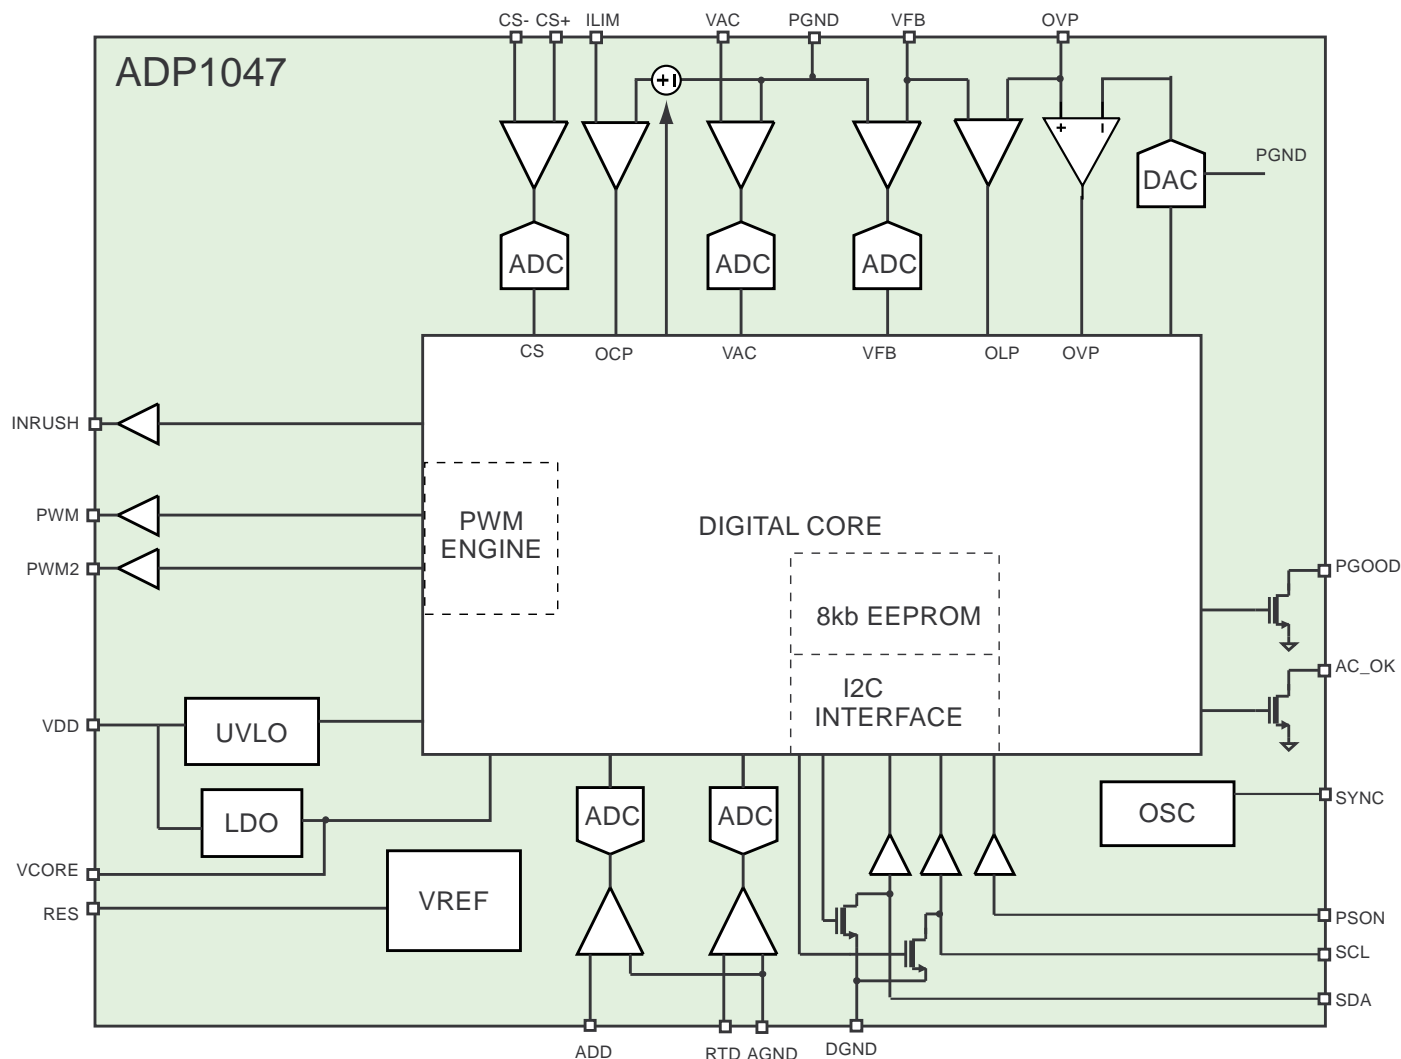 CS- CS+ ILIM VAC PGND VFB OVP
ADP1047
+ −
+ −
PGND
DAC
ADC ADC ADC
CS OCP VAC VFB OLP OVP
INRUSH
PWM
PWM2
PWM
ENGINE
DIGITAL CORE
8kb EEPROM
I2C
INTERFACE
PGOOD
AC_OK
VDD
UVLO
LDO
ADC ADC
OSC
SYNC
VCORE
RES
VREF
PSON
SCL
SDA
ADD RTD AGND DGND